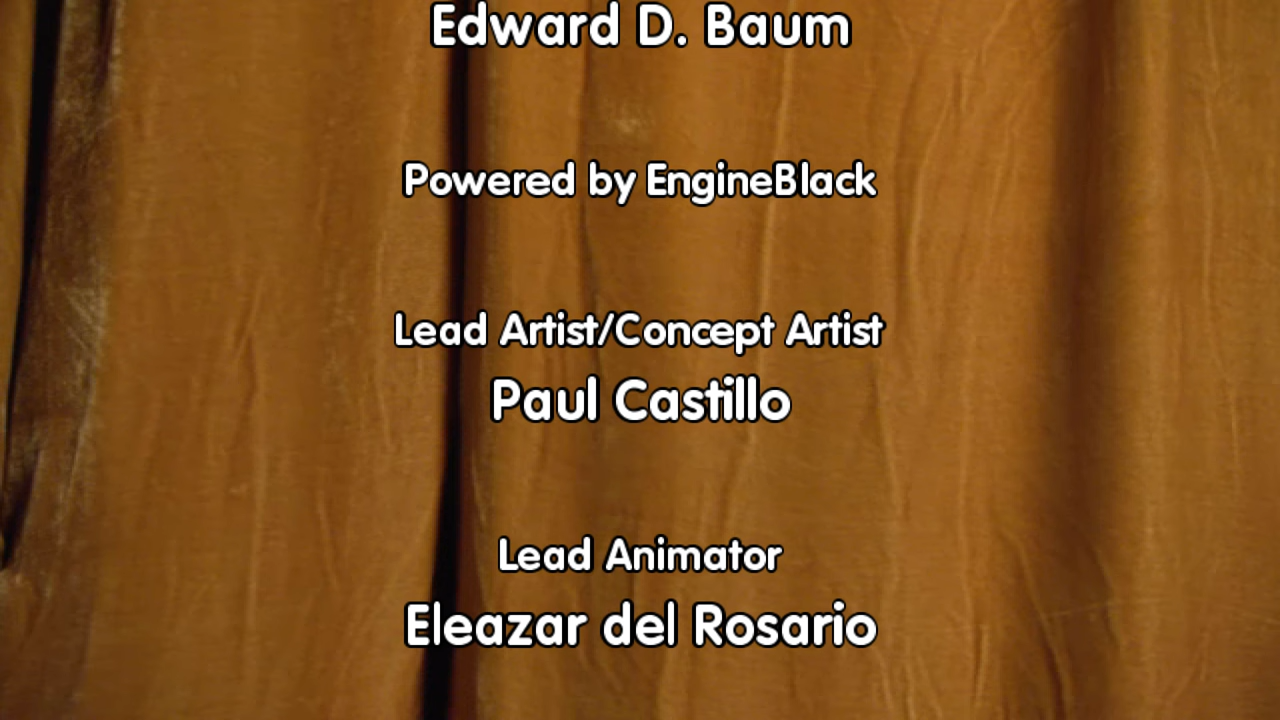 Edward D. Baum
Powered by EngineBlack
Lead Artist/Concept Artist
Paul Castillo
Lead Animator
Eleazar del Rosario